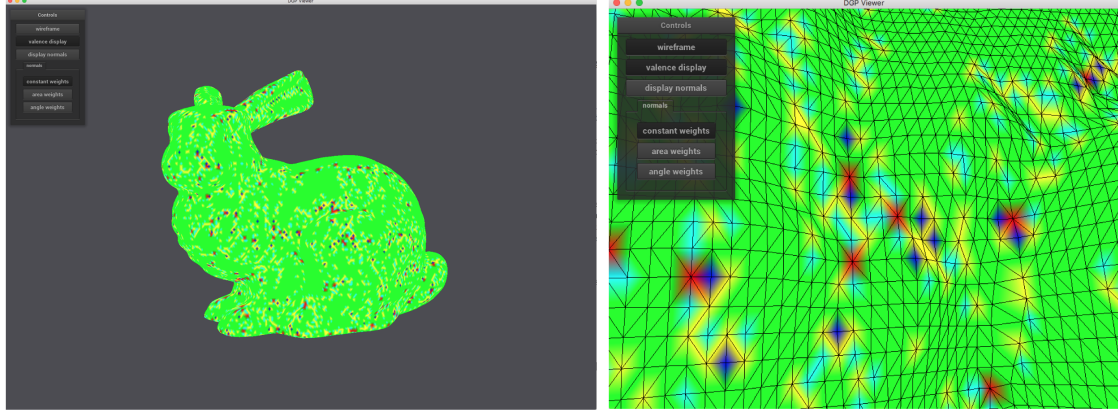 DGP Viewer
Controls
wireframe
valence display
display normals
normals
constant weights
area weights
angle weights
DGP Viewer
Controls
wireframe
valence display
display normals
normals
constant weights
area weights
angle weights